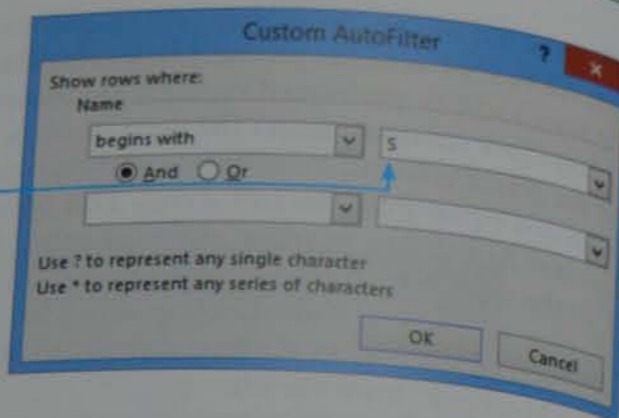 Custom AutoFilter ? x
Show rows where:
Name
begins with S
And Or
Use ? to represent any single character
Use * to represent any series of characters
OK Cancel